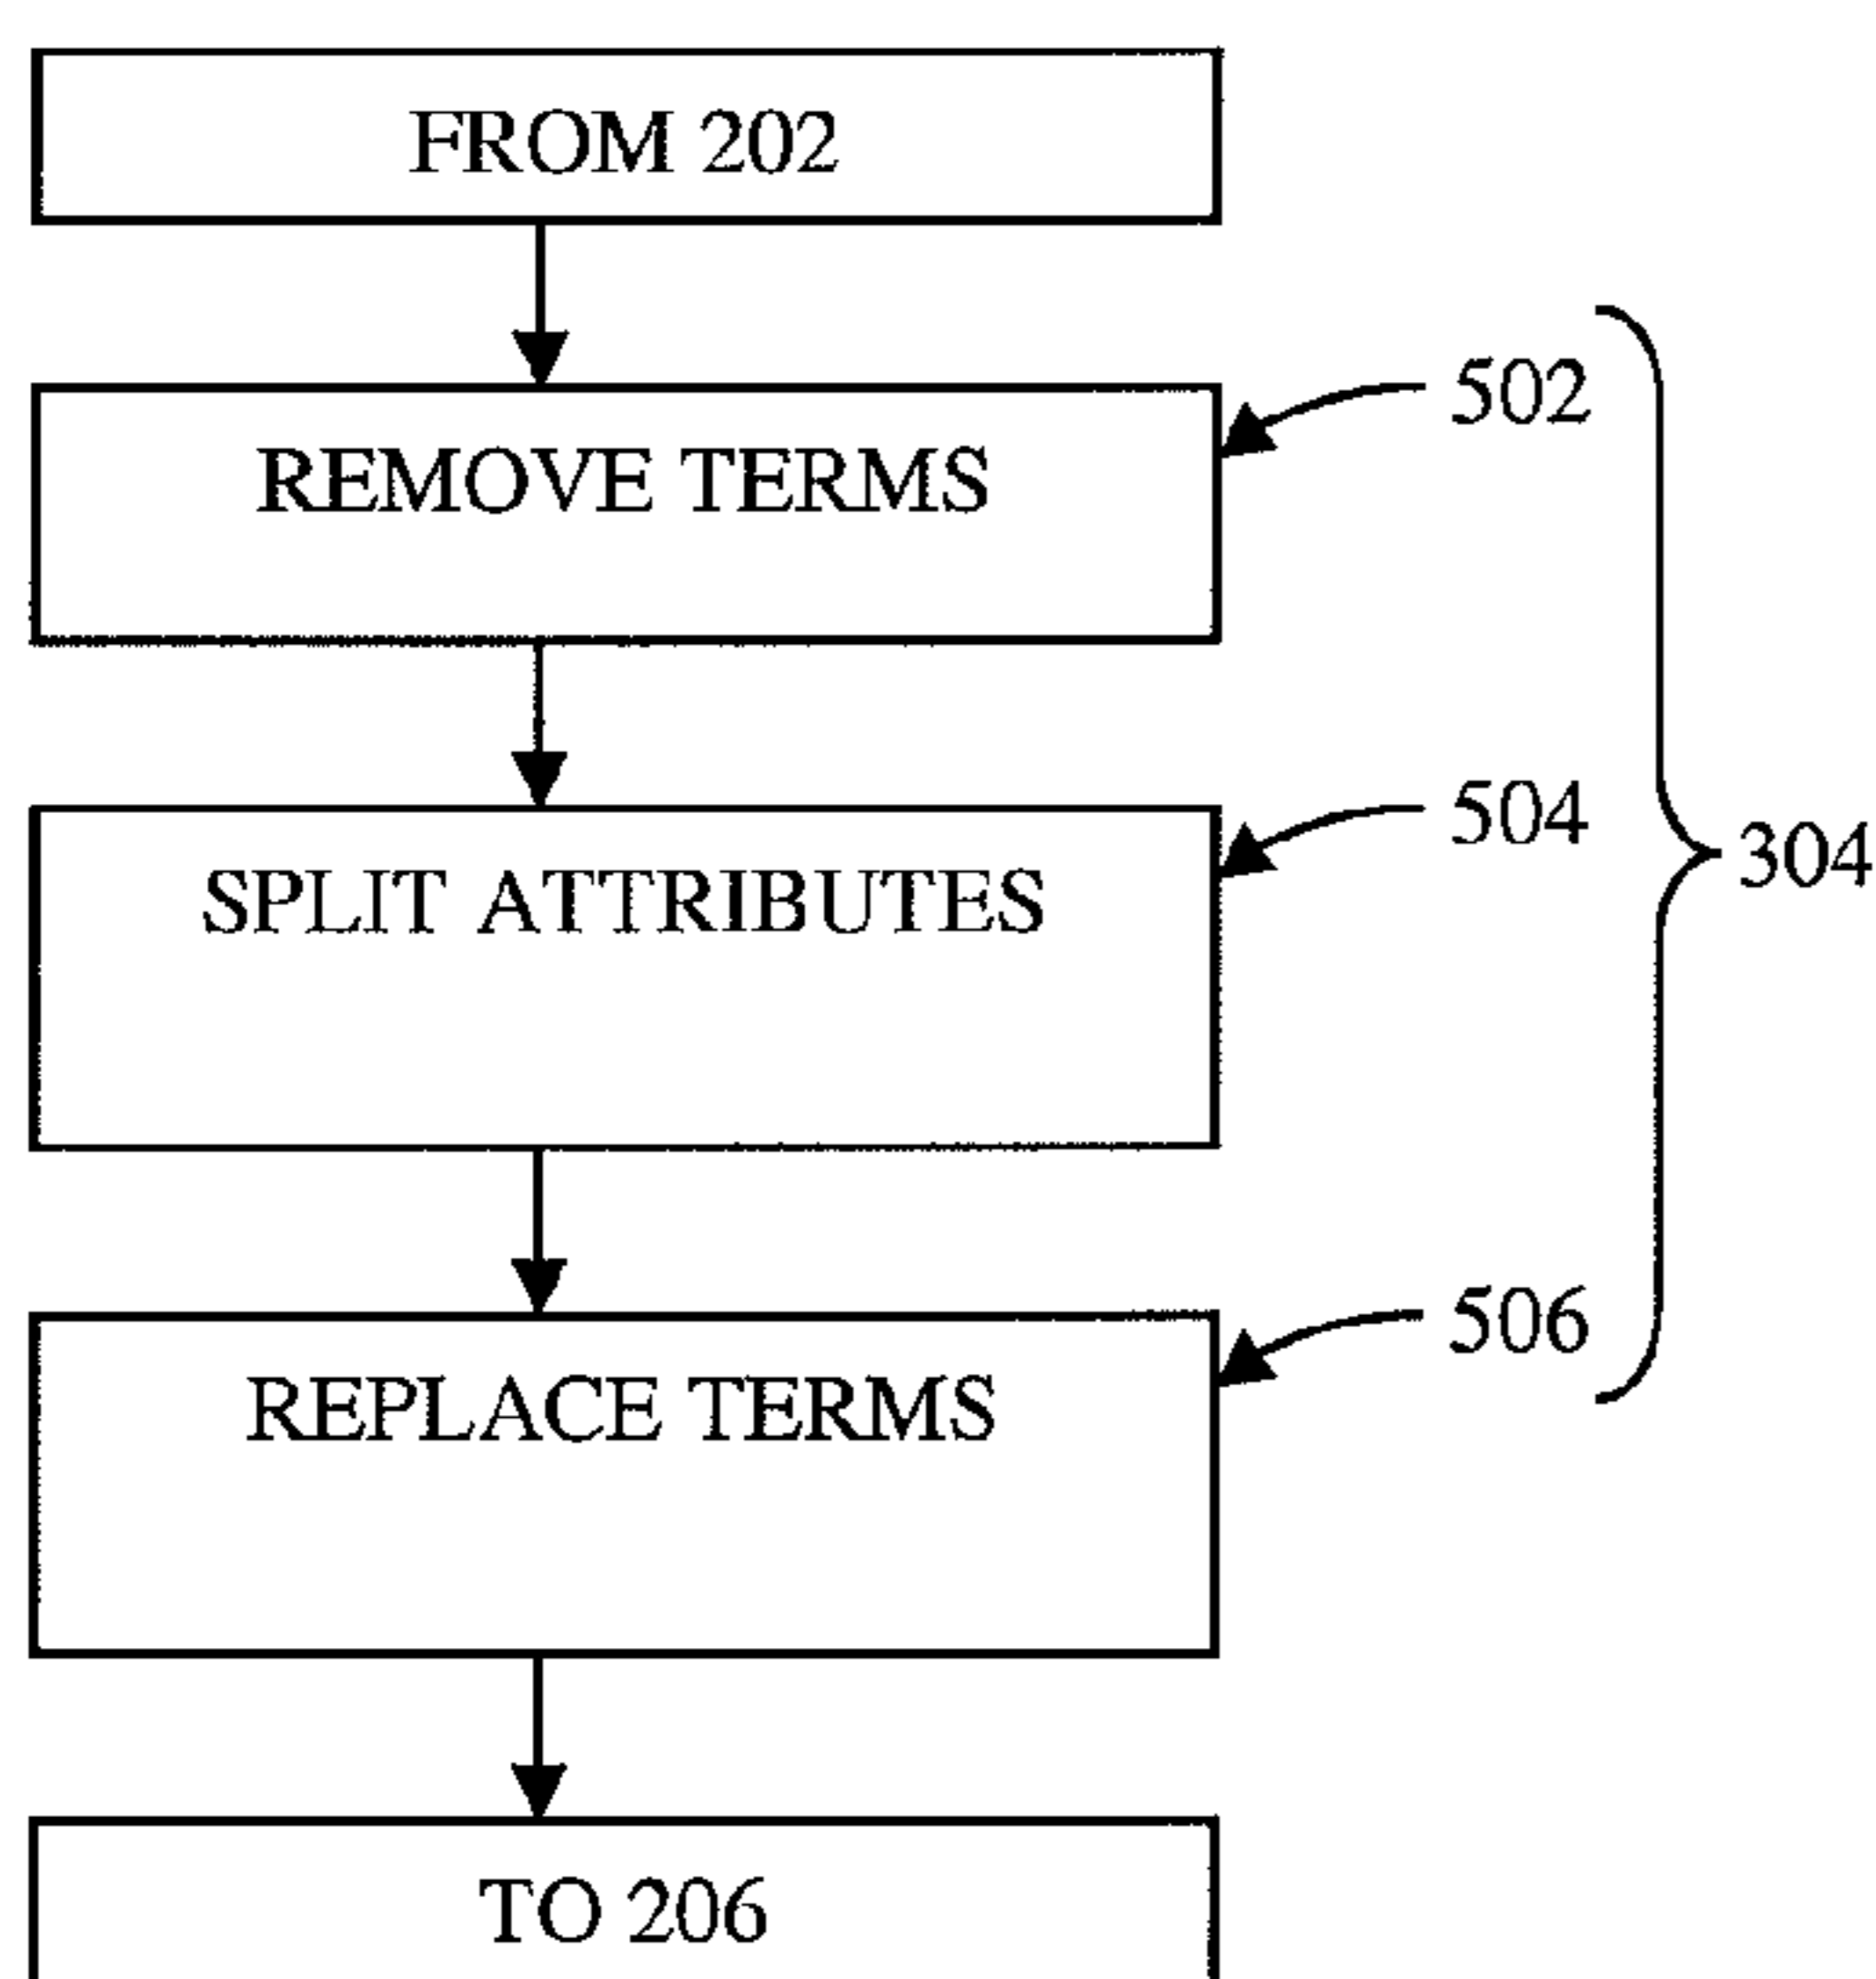 FROM 202
502
REMOVE TERMS
504
304
SPLIT ATTRIBUTES
506
REPLACE TERMS
TO 206